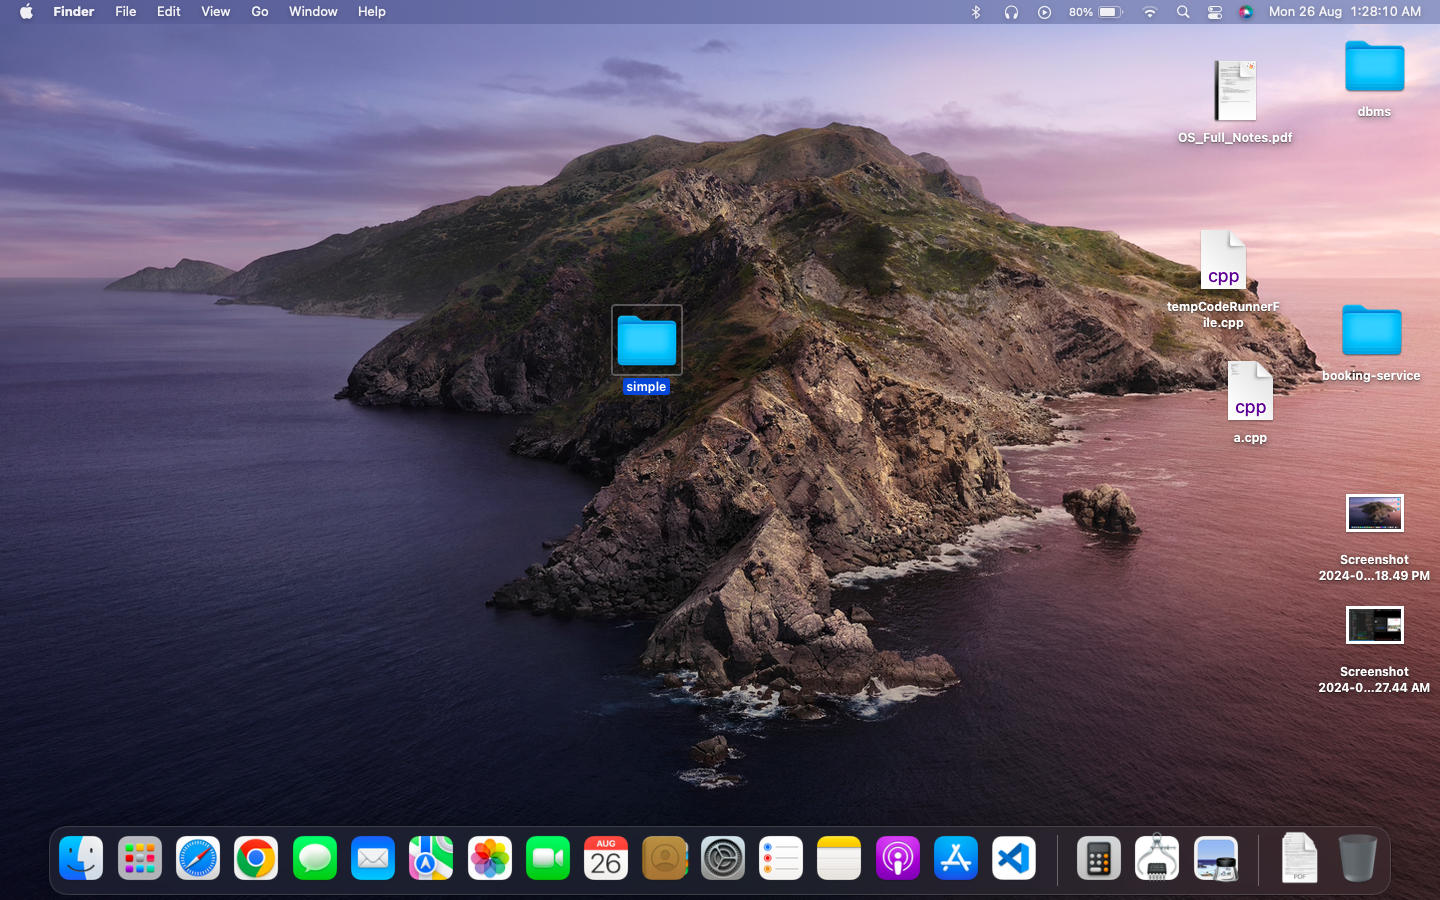 Finder File Edit View Go Window Help 80% Mon 26 Aug 1:28:10 AM
dbms
OS_Full_Notes.pdf
cpp
tempCodeRunnerF
ile.cpp
simple
booking-service
cpp
a.cpp
Screenshot
2024-0...18.49 PM
Screenshot
2024-0...27.44 AM
AUG
26
PDF